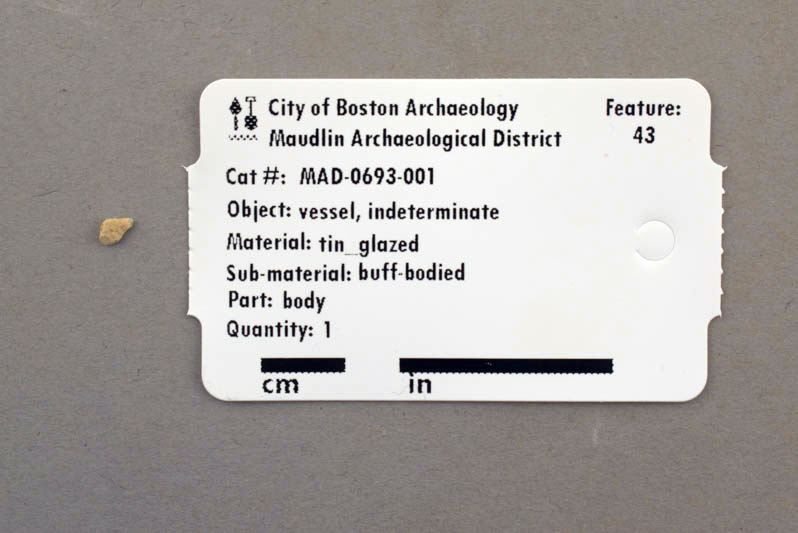 City of Boston Archaeology
Maudlin Archaeological District
Feature:
43
Cat #: MAD-0693-001
Object: vessel, indeterminate
Material: tin_glazed
Sub-material: buff-bodied
Part: body
Quantity: 1
cm in